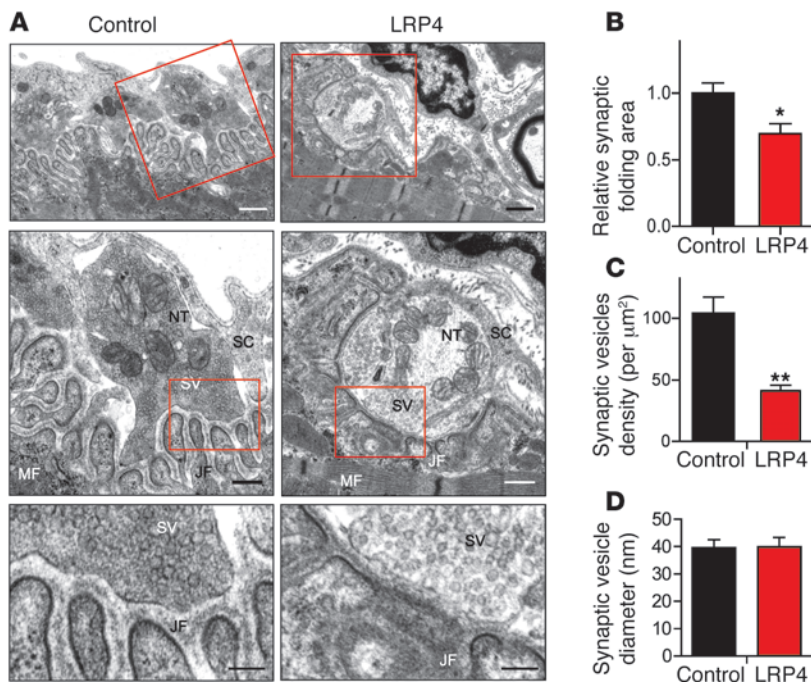 A
Control
LRP4
NT
SC
SV
MF
JF
NT
SC
SV
JF
MF
SV
JF
SV
JF
B
Relative synaptic
folding area
1.0
0.5
0.0
*
Control LRP4
C
Synaptic vesicles
density (per μm²)
100
50
0
**
Control LRP4
D
Synaptic vesicle
diameter (nm)
50
40
30
20
10
0
Control LRP4